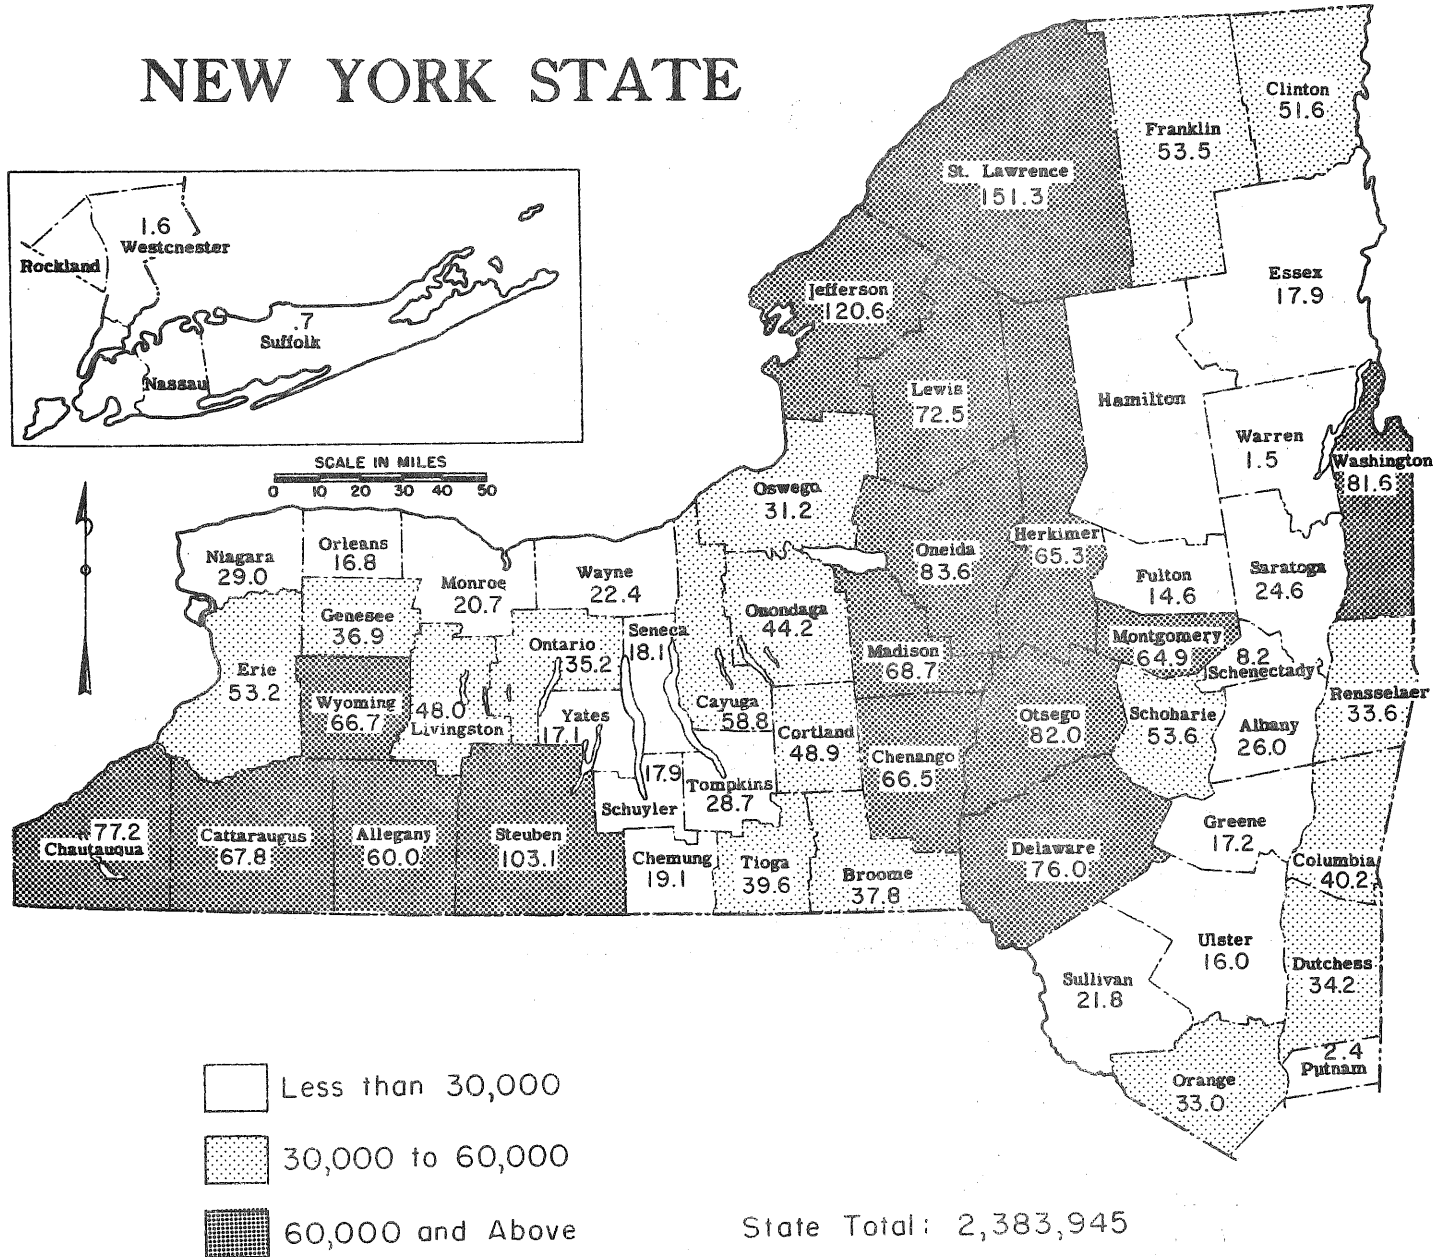 NEW YORK STATE
Clinton
51.6
Franklin
53.5
St. Lawrence
151.3
1.6
Westcnester
Rockland
.7
Suffolk
Nassau
Essex
17.9
Jefferson
120.6
Lewis
72.5
Hamilton
Warren
1.5
Washington
81.6
SCALE IN MILES
0 10 20 30 40 50
Oswego
31.2
Niagara
29.0
Orleans
16.8
Monroe
20.7
Wayne
22.4
Oneida
83.6
Herkimer
65.3
Fulton
14.6
Saratoga
24.6
Genesee
36.9
Onondaga
44.2
Seneca
18.1
Ontario
35.2
Madison
68.7
Montgomery
64.9
8.2
Schenectady
Erie
53.2
Wyoming
66.7
48.0
Livingston
Yates
17.1
Cayuga
58.8
Cortland
48.9
Otsego
82.0
Schoharie
53.6
Albany
26.0
Rensselaer
33.6
Chenango
66.5
17.9
Schuyler
Tompkins
28.7
77.2
Chautauqua
Cattaraugus
67.8
Allegany
60.0
Steuben
103.1
Chemung
19.1
Tioga
39.6
Broome
37.8
Delaware
76.0
Greene
17.2
Columbia
40.2
Ulster
16.0
Dutchess
34.2
Sullivan
21.8
2.4
Putnam
Orange
33.0
Less than 30,000
30,000 to 60,000
60,000 and Above
State Total: 2,383,945